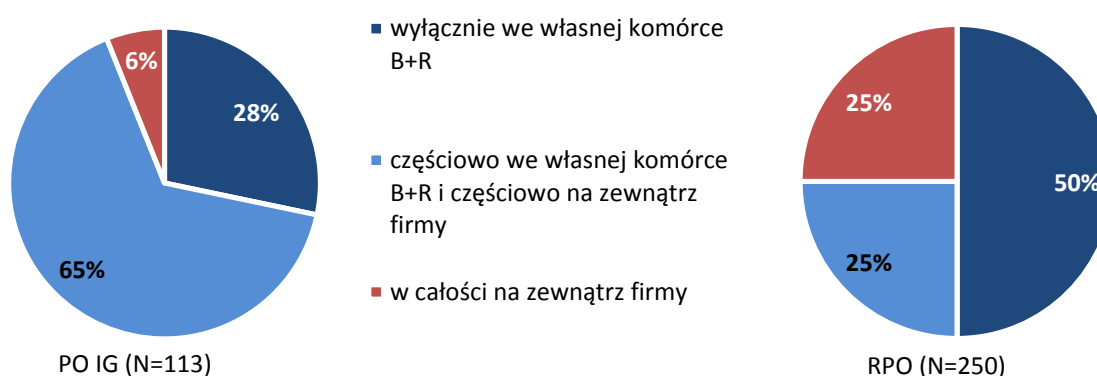 6%
28%
65%
PO IG (N=113)
wyłącznie we własnej komórce
B+R
częściowo we własnej komórce
B+R i częściowo na zewnątrz
firmy
w całości na zewnątrz firmy
25%
50%
25%
RPO (N=250)